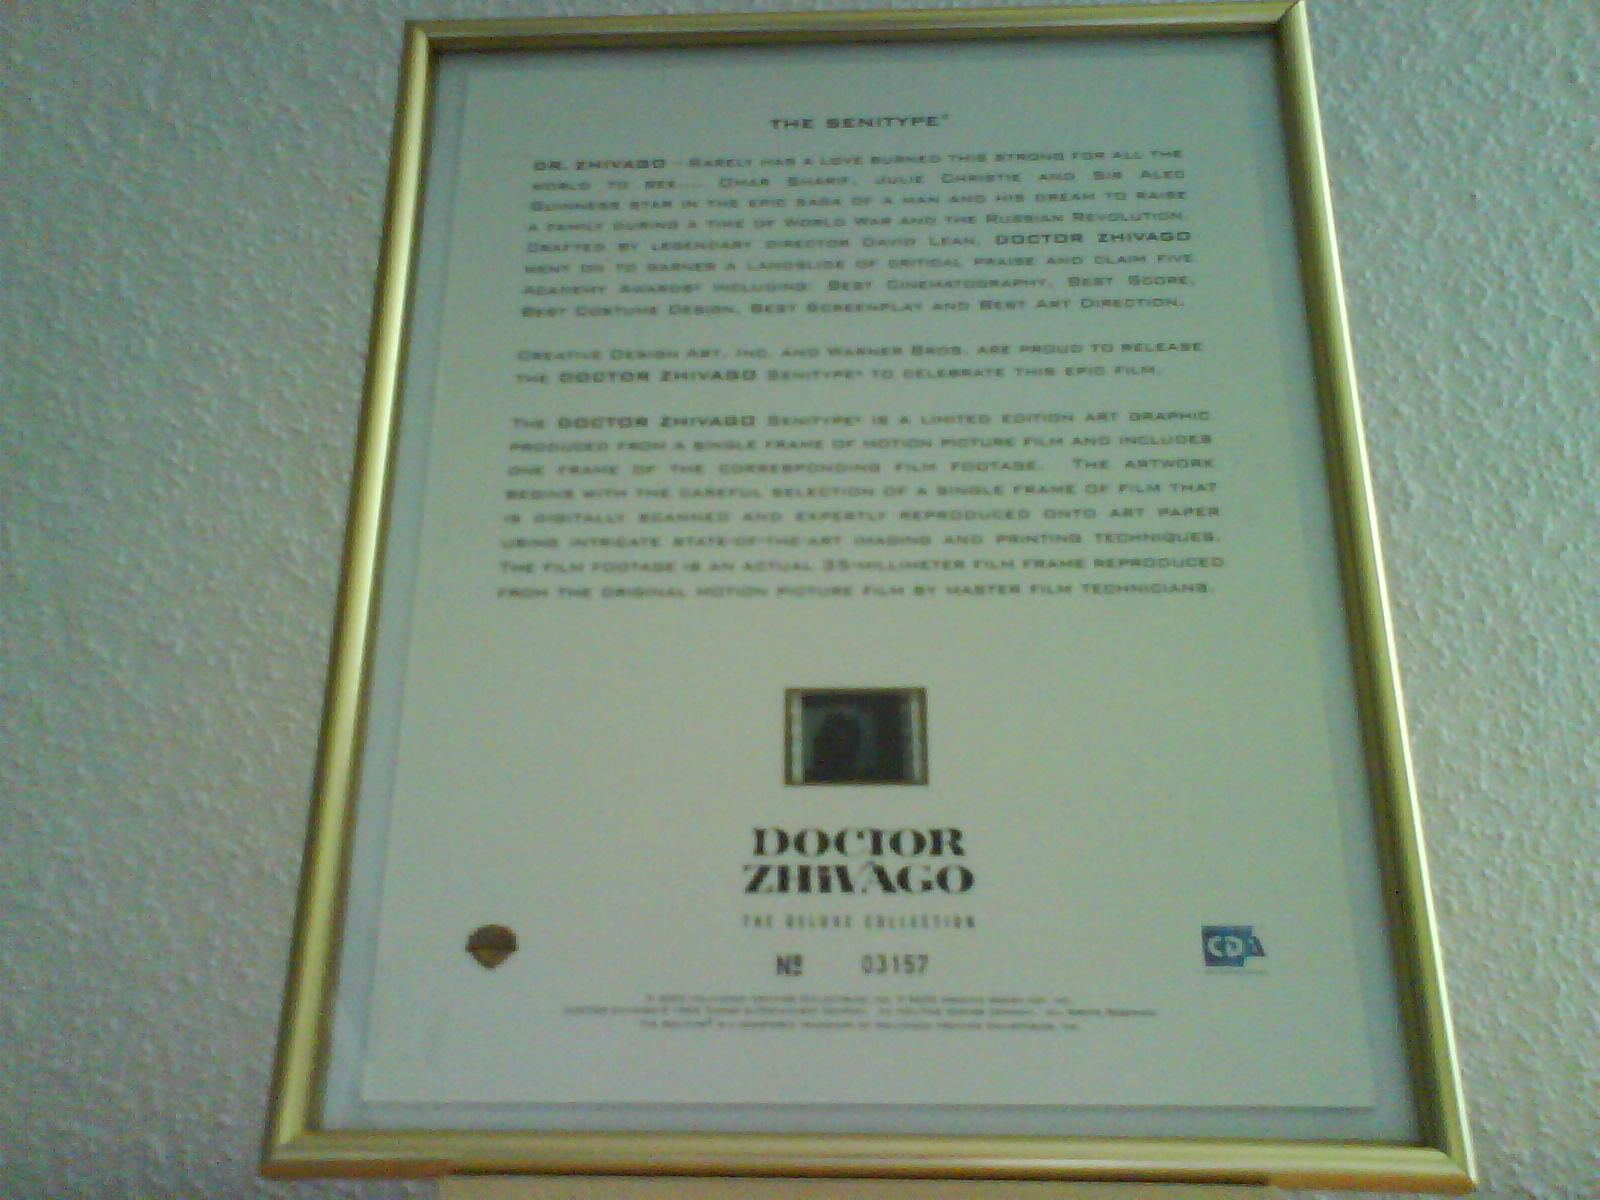 THE SENITYPE®
DR. ZHIVAGO - RARELY HAS A LOVE BURNED THIS STRONG FOR ALL THE
WORLD TO SEE.... OMAR SHARIF, JULIE CHRISTIE AND SIR ALEC
GUINNESS STAR IN THE EPIC SAGA OF A MAN AND HIS DREAM TO RAISE
A FAMILY DURING A TIME OF WORLD WAR AND THE RUSSIAN REVOLUTION.
CRAFTED BY LEGENDARY DIRECTOR DAVID LEAN, DOCTOR ZHIVAGO
WENT ON TO GARNER A LANDSLIDE OF CRITICAL PRAISE AND CLAIM FIVE
ACADEMY AWARDS® INCLUDING: BEST CINEMATOGRAPHY, BEST SCORE,
BEST COSTUME DESIGN, BEST SCREENPLAY AND BEST ART DIRECTION.
CREATIVE DESIGN ART, INC. AND WARNER BROS. ARE PROUD TO RELEASE
THE DOCTOR ZHIVAGO SENITYPE® TO CELEBRATE THIS EPIC FILM.
THE DOCTOR ZHIVAGO SENITYPE® IS A LIMITED EDITION ART GRAPHIC
PRODUCED FROM A SINGLE FRAME OF MOTION PICTURE FILM AND INCLUDES
ONE FRAME OF THE CORRESPONDING FILM FOOTAGE. THE ARTWORK
BEGINS WITH THE CAREFUL SELECTION OF A SINGLE FRAME OF FILM THAT
IS DIGITALLY SCANNED AND EXPERTLY REPRODUCED ONTO ART PAPER
USING INTRICATE STATE-OF-THE-ART IMAGING AND PRINTING TECHNIQUES.
THE FILM FOOTAGE IS AN ACTUAL 35-MILLIMETER FILM FRAME REPRODUCED
FROM THE ORIGINAL MOTION PICTURE FILM BY MASTER FILM TECHNICIANS.
DOCTOR
ZHiVAGO
THE DELUXE COLLECTION
CDA
Nº 03157